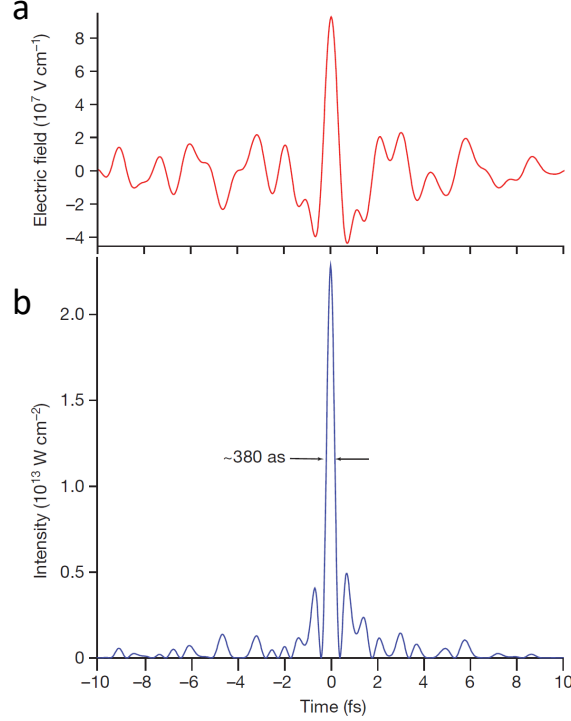 a
Electric field (10⁷ V cm⁻¹)
8
6
4
2
0
−2
−4
b
Intensity (10¹³ W cm⁻²)
2.0
1.5
1.0
0.5
0
~380 as
−10 −8 −6 −4 −2 0 2 4 6 8 10
Time (fs)